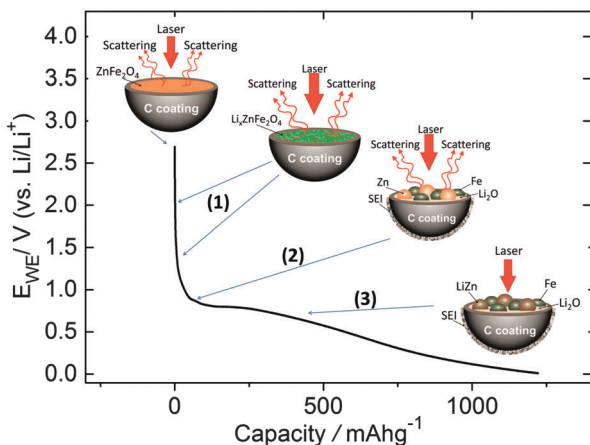 4.0
3.5
3.0
2.5
2.0
1.5
1.0
0.5
0.0
E_WE/ V (vs. Li/Li⁺)
0
500
1000
Capacity / mAhg⁻¹
Laser
Scattering Scattering
ZnFe₂O₄
C coating
Laser
Scattering Scattering
LiₓZnFe₂O₄
C coating
(1)
Laser
Scattering Scattering
Zn Fe
SEI Li₂O
C coating
(2)
Laser
LiZn Fe
SEI Li₂O
C coating
(3)